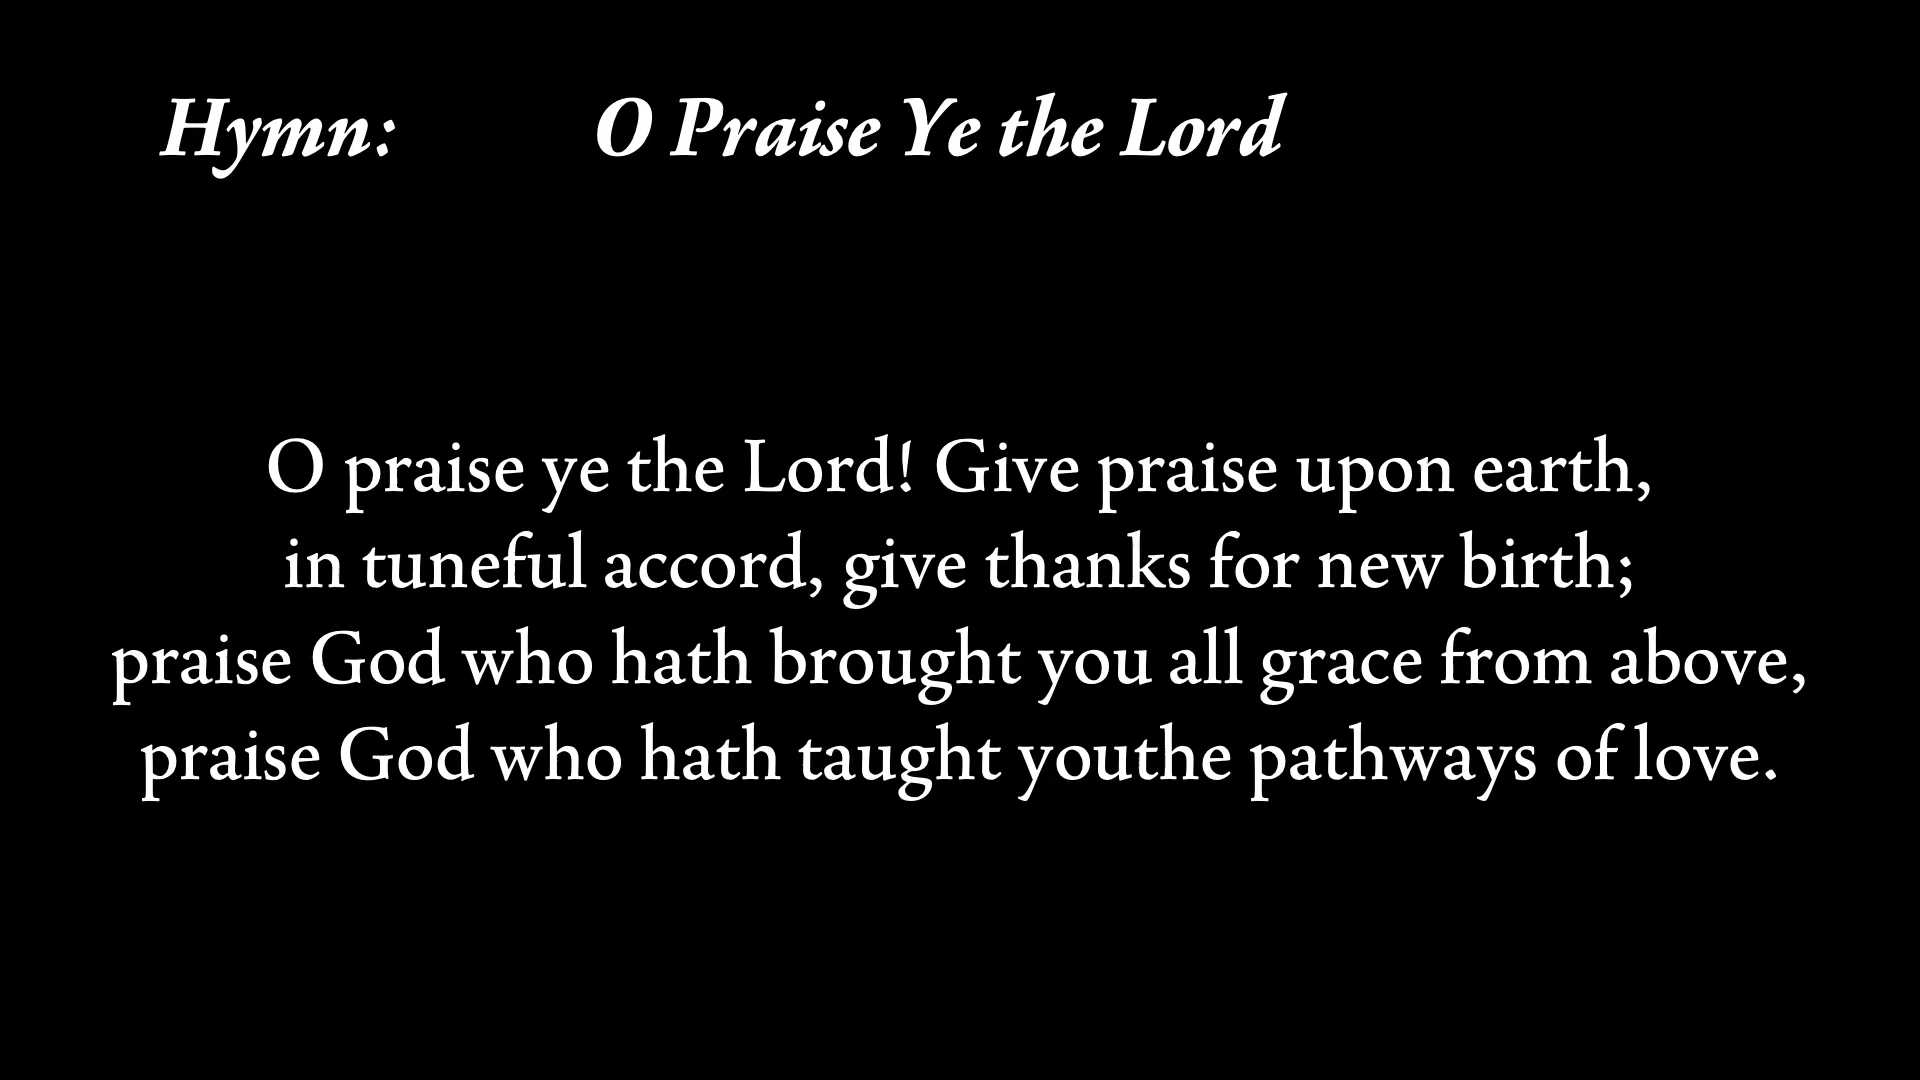 Hymn: O Praise Ye the Lord
O praise ye the Lord! Give praise upon earth,
in tuneful accord, give thanks for new birth;
praise God who hath brought you all grace from above,
praise God who hath taught youthe pathways of love.